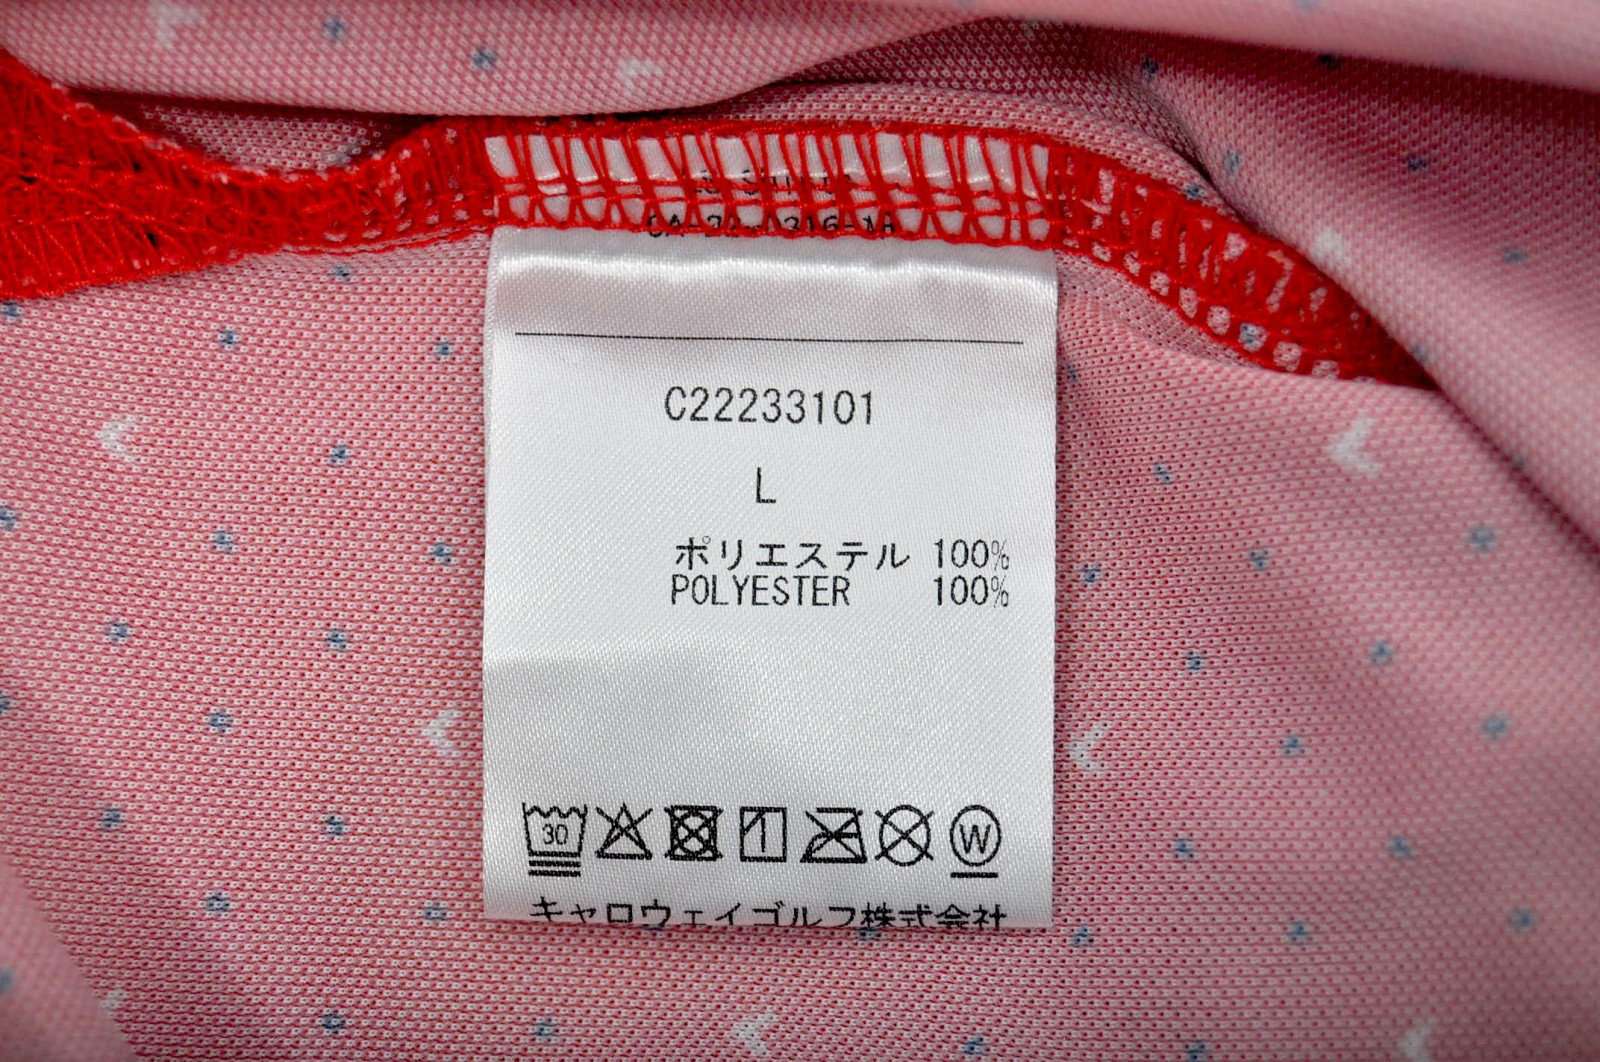 C22233101
L
ポリエステル 100%
POLYESTER 100%
30
W
キャロウェイゴルフ株式会社